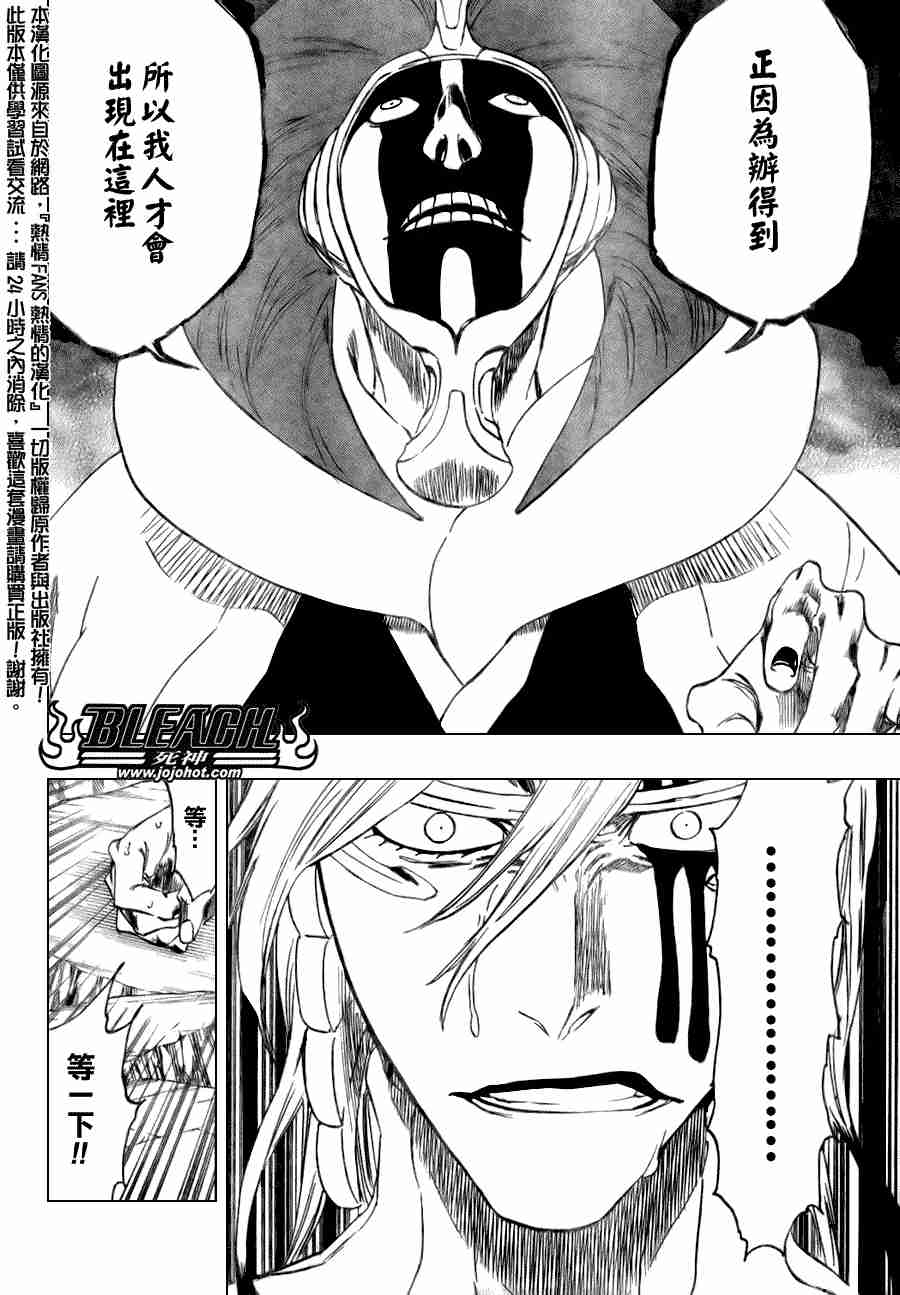 正因為辦得到
所以我人才會
出現在這裡
………………
等…
等一下!!
BLEACH
死神
www.jojohot.com
本漢化圖源來自於網路，『熱情FANS熱情的漢化』一切版權歸原作者與出版社擁有！
此版本僅供學習試看交流…請24小時之內消除，喜歡這套漫畫請購買正版！謝謝。